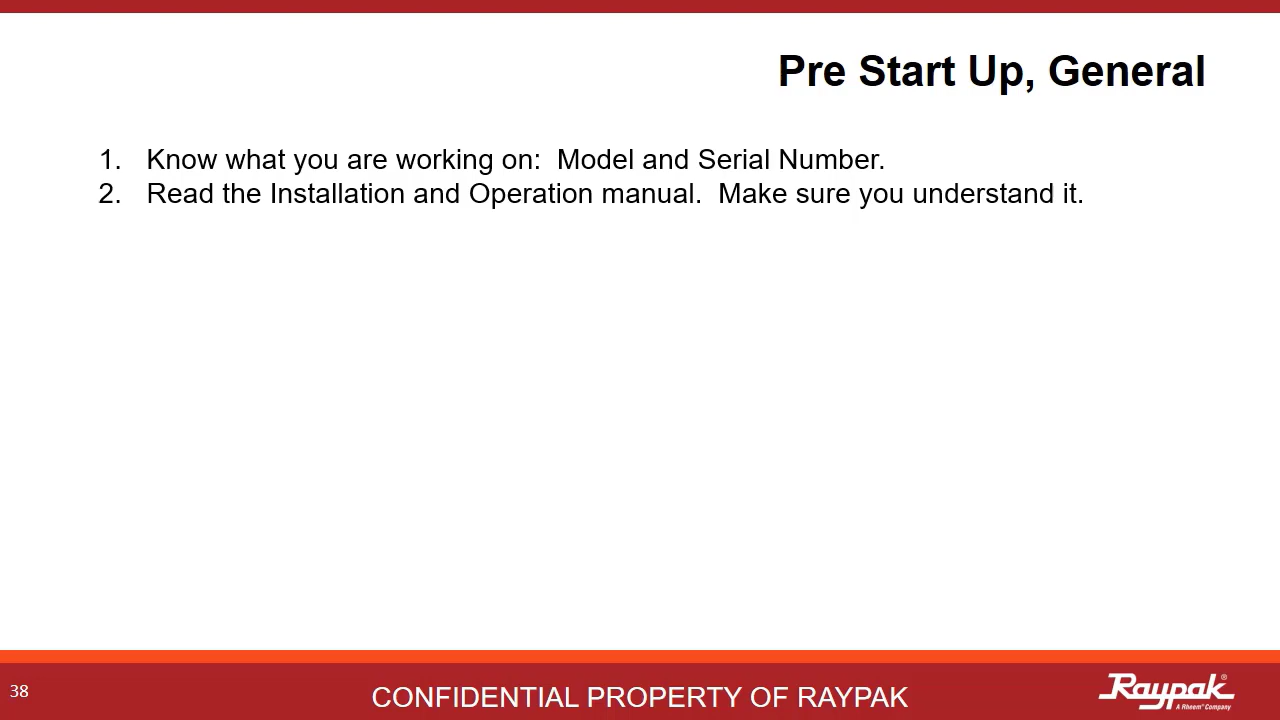 Pre Start Up, General
1. Know what you are working on:  Model and Serial Number.
2. Read the Installation and Operation manual.  Make sure you understand it.
38
CONFIDENTIAL PROPERTY OF RAYPAK
Raypak®
A Rheem® Company